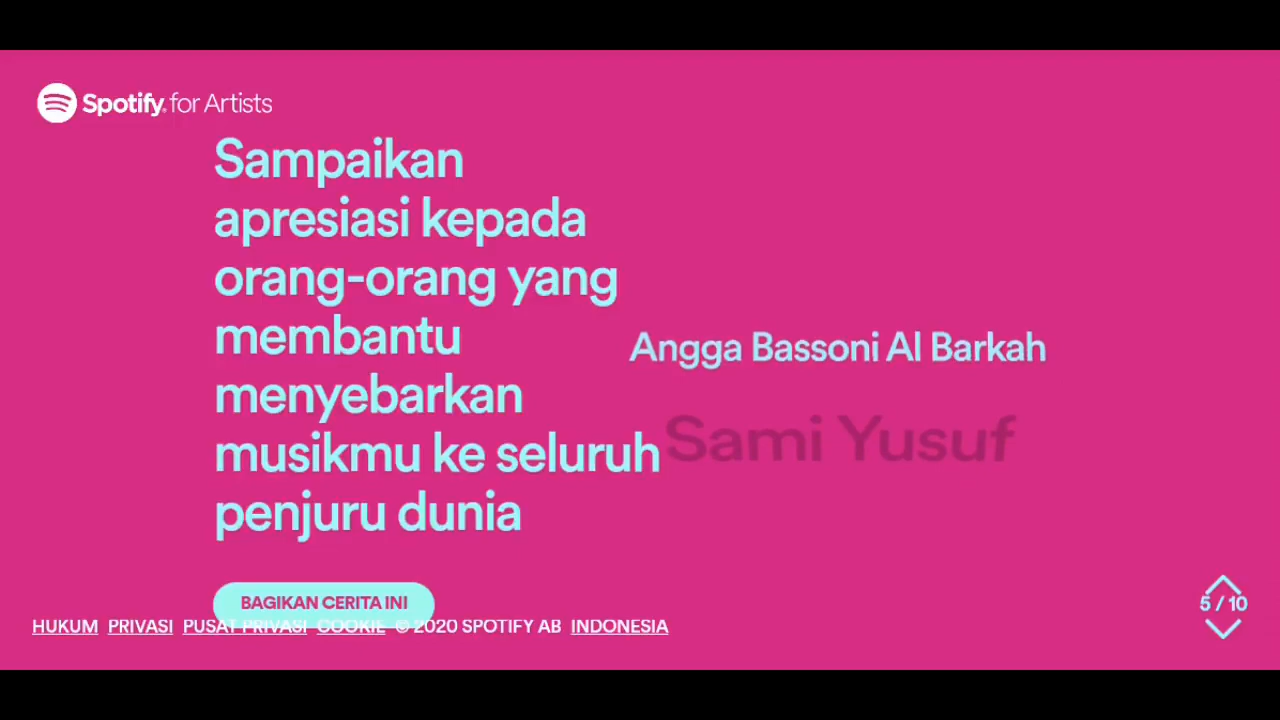 Spotify for Artists
Sampaikan
apresiasi kepada
orang-orang yang
membantu
menyebarkan
musikmu ke seluruh
penjuru dunia
Angga Bassoni Al Barkah
Sami Yusuf
BAGIKAN CERITA INI
HUKUM PRIVASI PUSAT PRIVASI COOKIE © 2020 SPOTIFY AB INDONESIA
5 / 10